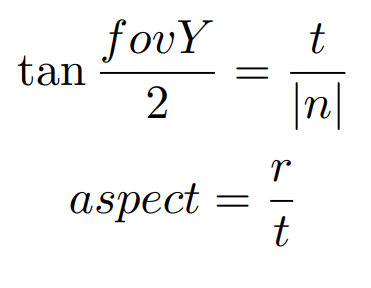 tan fovY/2 = t/|n|
aspect = r/t